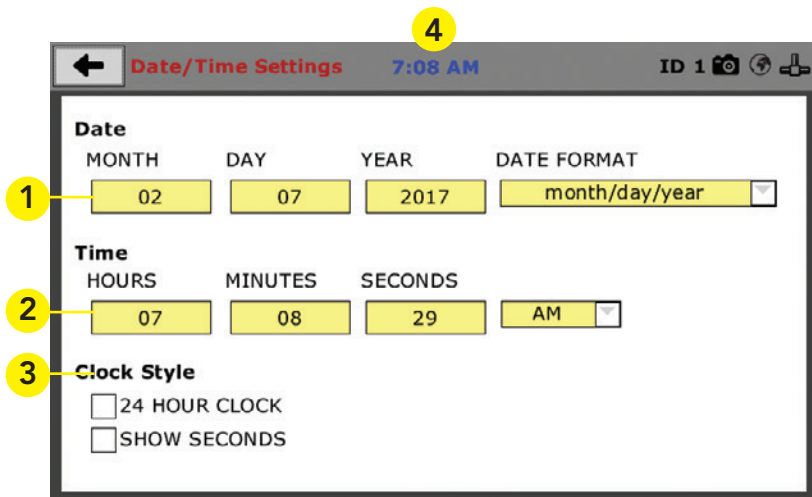 4
Date/Time Settings 7:08 AM ID 1
Date
MONTH DAY YEAR DATE FORMAT
1 02 07 2017 month/day/year
Time
HOURS MINUTES SECONDS
2 07 08 29 AM
3 Clock Style
24 HOUR CLOCK
SHOW SECONDS